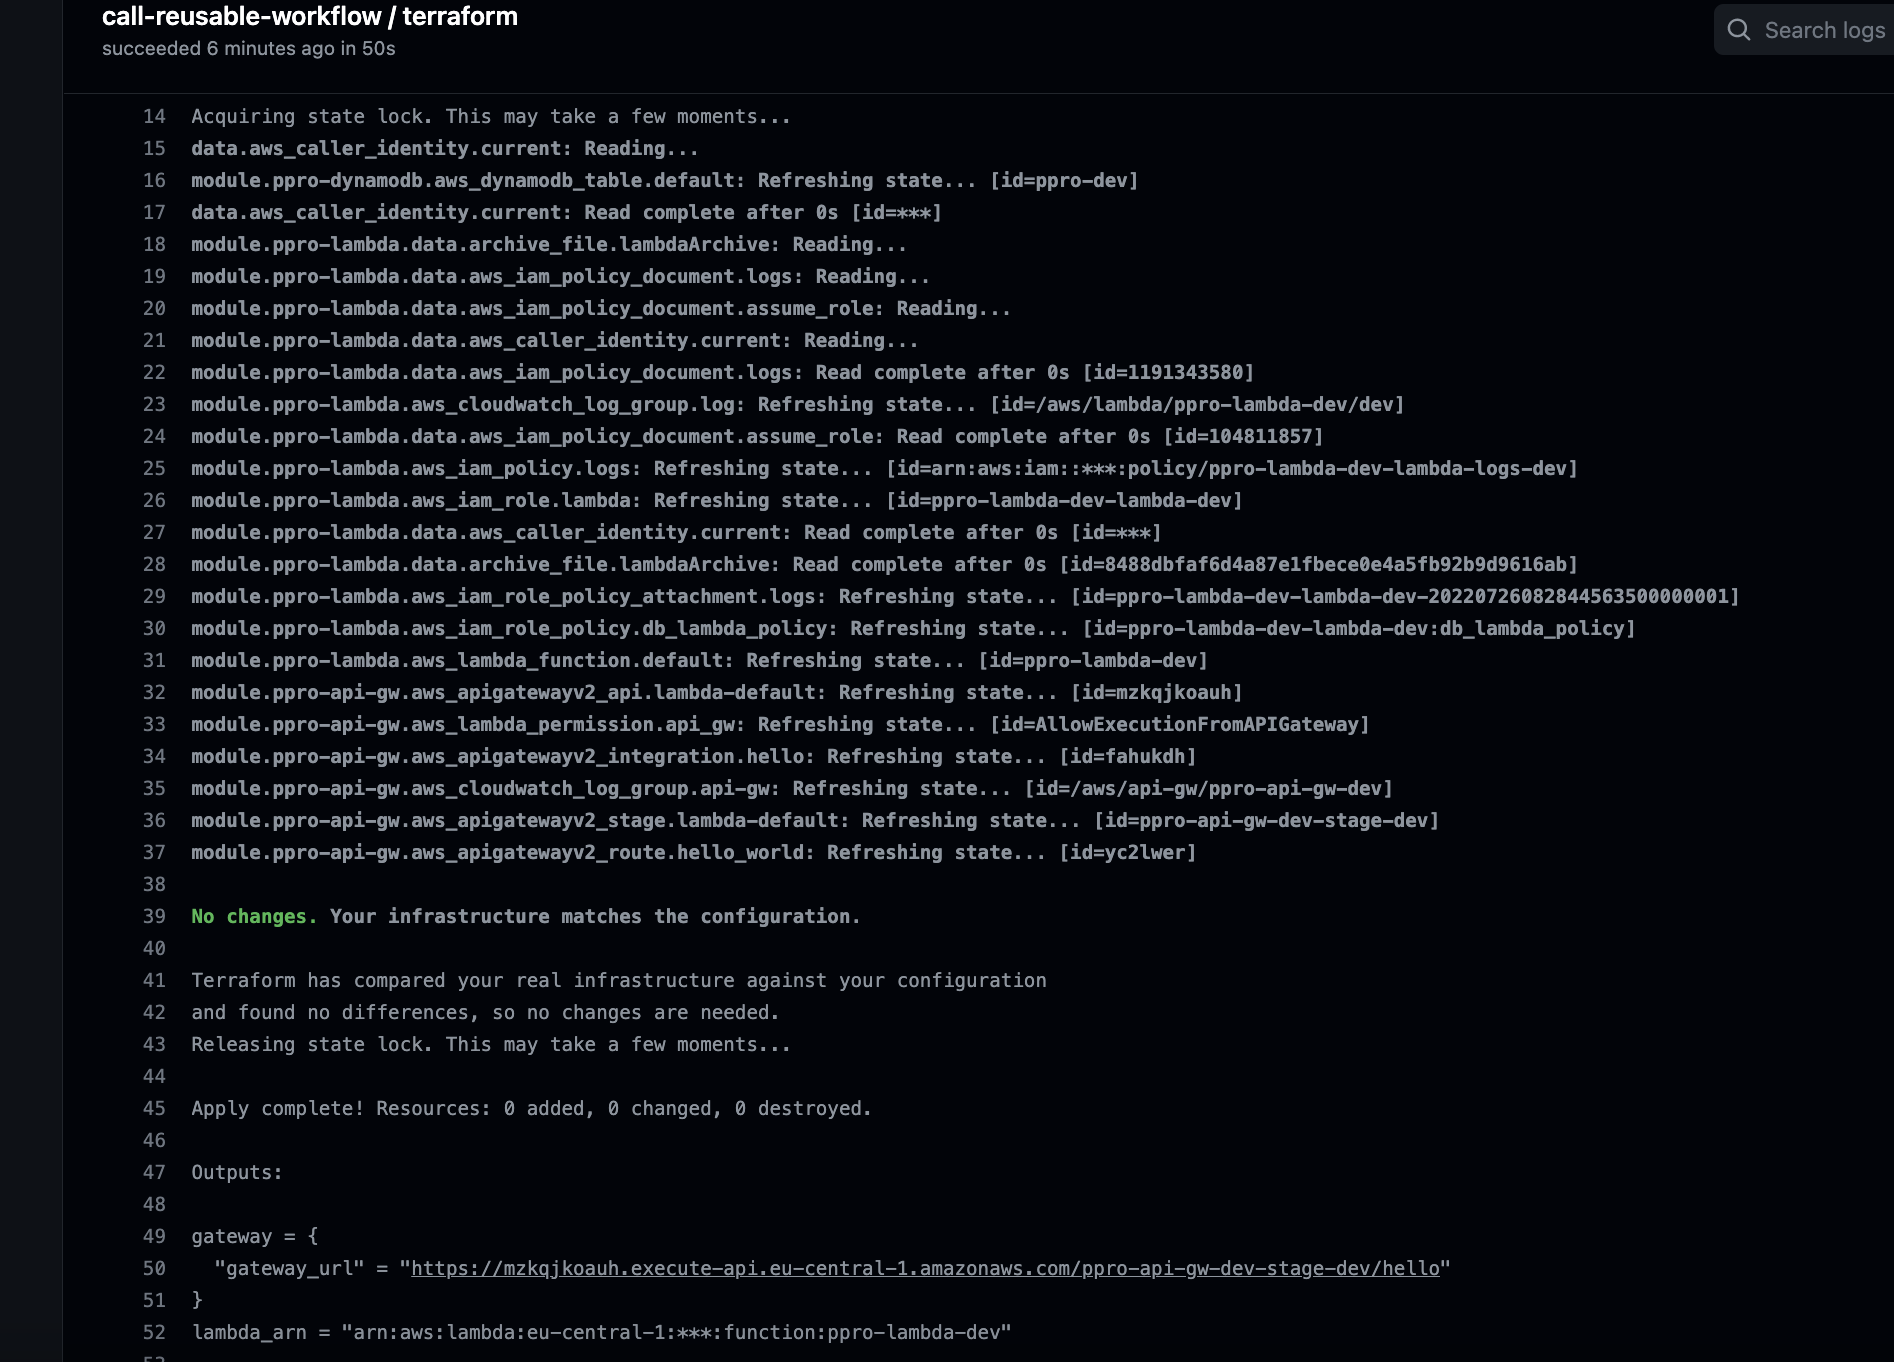 call-reusable-workflow / terraform
succeeded 6 minutes ago in 50s
Search logs
14 Acquiring state lock. This may take a few moments...
15 data.aws_caller_identity.current: Reading...
16 module.ppro-dynamodb.aws_dynamodb_table.default: Refreshing state... [id=ppro-dev]
17 data.aws_caller_identity.current: Read complete after 0s [id=***]
18 module.ppro-lambda.data.archive_file.lambdaArchive: Reading...
19 module.ppro-lambda.data.aws_iam_policy_document.logs: Reading...
20 module.ppro-lambda.data.aws_iam_policy_document.assume_role: Reading...
21 module.ppro-lambda.data.aws_caller_identity.current: Reading...
22 module.ppro-lambda.data.aws_iam_policy_document.logs: Read complete after 0s [id=1191343580]
23 module.ppro-lambda.aws_cloudwatch_log_group.log: Refreshing state... [id=/aws/lambda/ppro-lambda-dev/dev]
24 module.ppro-lambda.data.aws_iam_policy_document.assume_role: Read complete after 0s [id=104811857]
25 module.ppro-lambda.aws_iam_policy.logs: Refreshing state... [id=arn:aws:iam::***:policy/ppro-lambda-dev-lambda-logs-dev]
26 module.ppro-lambda.aws_iam_role.lambda: Refreshing state... [id=ppro-lambda-dev-lambda-dev]
27 module.ppro-lambda.data.aws_caller_identity.current: Read complete after 0s [id=***]
28 module.ppro-lambda.data.archive_file.lambdaArchive: Read complete after 0s [id=8488dbfaf6d4a87e1fbece0e4a5fb92b9d9616ab]
29 module.ppro-lambda.aws_iam_role_policy_attachment.logs: Refreshing state... [id=ppro-lambda-dev-lambda-dev-20220726082844563500000001]
30 module.ppro-lambda.aws_iam_role_policy.db_lambda_policy: Refreshing state... [id=ppro-lambda-dev-lambda-dev:db_lambda_policy]
31 module.ppro-lambda.aws_lambda_function.default: Refreshing state... [id=ppro-lambda-dev]
32 module.ppro-api-gw.aws_apigatewayv2_api.lambda-default: Refreshing state... [id=mzkqjkoauh]
33 module.ppro-api-gw.aws_lambda_permission.api_gw: Refreshing state... [id=AllowExecutionFromAPIGateway]
34 module.ppro-api-gw.aws_apigatewayv2_integration.hello: Refreshing state... [id=fahukdh]
35 module.ppro-api-gw.aws_cloudwatch_log_group.api-gw: Refreshing state... [id=/aws/api-gw/ppro-api-gw-dev]
36 module.ppro-api-gw.aws_apigatewayv2_stage.lambda-default: Refreshing state... [id=ppro-api-gw-dev-stage-dev]
37 module.ppro-api-gw.aws_apigatewayv2_route.hello_world: Refreshing state... [id=yc2lwer]
38
39 No changes. Your infrastructure matches the configuration.
40
41 Terraform has compared your real infrastructure against your configuration
42 and found no differences, so no changes are needed.
43 Releasing state lock. This may take a few moments...
44
45 Apply complete! Resources: 0 added, 0 changed, 0 destroyed.
46
47 Outputs:
48
49 gateway = {
50 "gateway_url" = "https://mzkqjkoauh.execute-api.eu-central-1.amazonaws.com/ppro-api-gw-dev-stage-dev/hello"
51 }
52 lambda_arn = "arn:aws:lambda:eu-central-1:***:function:ppro-lambda-dev"
53